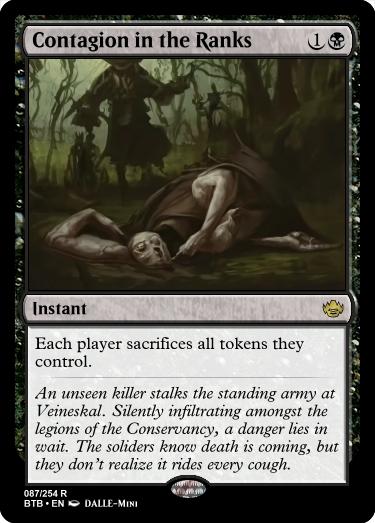 Contagion in the Ranks 1
Instant
Each player sacrifices all tokens they
control.
An unseen killer stalks the standing army at
Veineskal. Silently infiltrating amongst the
legions of the Conservancy, a danger lies in
wait. The soliders know death is coming, but
they don't realize it rides every cough.
087/254 R
BTB • EN DALLE-Mini